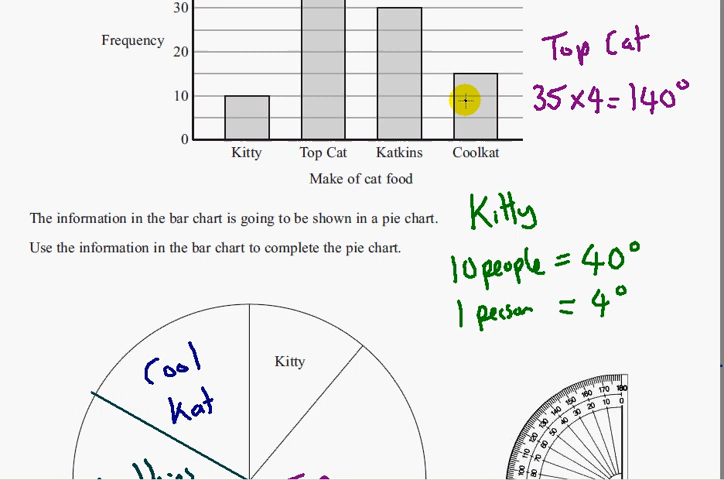 30
Frequency
20
10
0
Kitty Top Cat Katkins Coolkat
Make of cat food
Top Cat
35 x 4 = 140°
The information in the bar chart is going to be shown in a pie chart.
Use the information in the bar chart to complete the pie chart.
Kitty
10 people = 40°
1 person = 4°
Cool
Kat
Kitty